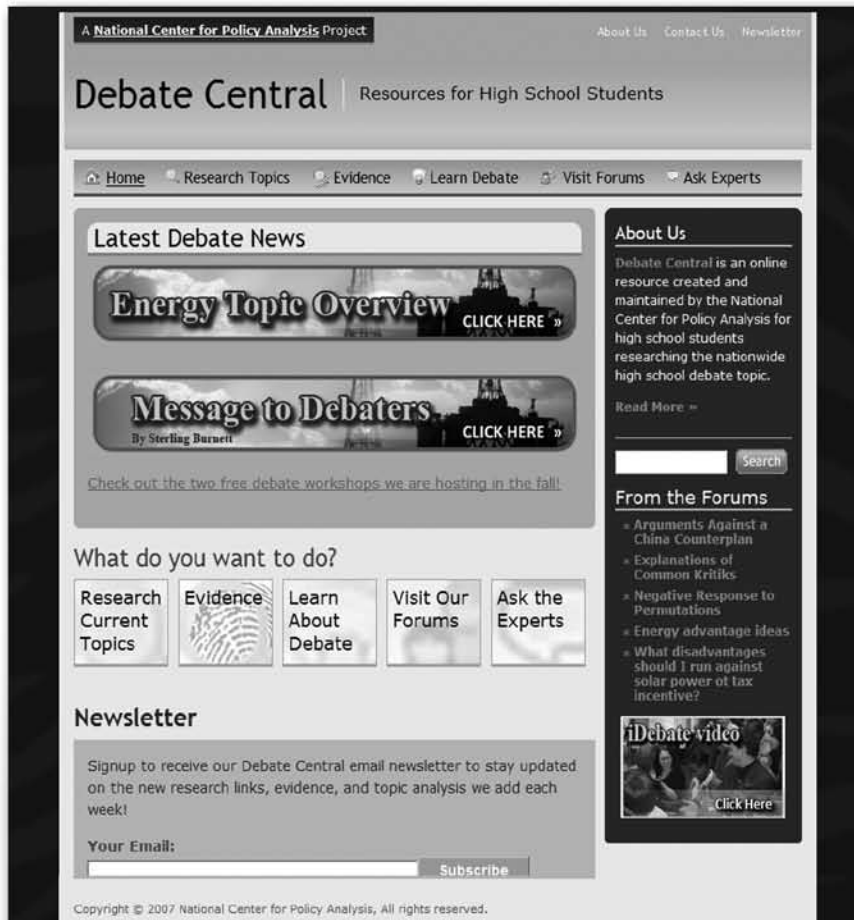 A National Center for Policy Analysis Project
About Us Contact Us Newsletter
Debate Central
Resources for High School Students
Home Research Topics Evidence Learn Debate Visit Forums Ask Experts
Latest Debate News
Energy Topic Overview
CLICK HERE »
Message to Debaters
By Sterling Burnett
CLICK HERE »
Check out the two free debate workshops we are hosting in the fall!
What do you want to do?
Research
Current
Topics
Evidence
Learn
About
Debate
Visit Our
Forums
Ask the
Experts
Newsletter
Signup to receive our Debate Central email newsletter to stay updated
on the new research links, evidence, and topic analysis we add each
week!
Your Email:
Subscribe
About Us
Debate Central is an online
resource created and
maintained by the National
Center for Policy Analysis for
high school students
researching the nationwide
high school debate topic.
Read More »
Search
From the Forums
» Arguments Against a
China Counterplan
» Explanations of
Common Kritiks
» Negative Response to
Permutations
» Energy advantage ideas
» What disadvantages
should I run against
solar power ot tax
incentive?
iDebate video
Click Here
Copyright © 2007 National Center for Policy Analysis, All rights reserved.